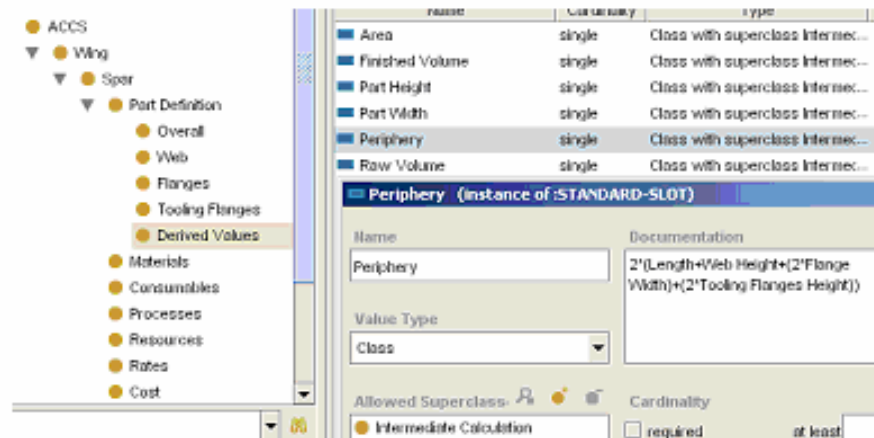 ACCS
Wing
Spar
Part Definition
Overall
Web
Flanges
Tooling Flanges
Derived Values
Materials
Consumables
Processes
Resources
Rates
Cost
Name Cardinality Type
Area single Class with superclass Intermec...
Finished Volume single Class with superclass Intermec...
Part Height single Class with superclass Intermec...
Part Width single Class with superclass Intermec...
Periphery single Class with superclass Intermec...
Raw Volume single Class with superclass Intermec...
Periphery (instance of :STANDARD-SLOT)
Name
Periphery
Value Type
Class
Allowed Superclass
Intermediate Calculation
Documentation
2*(Length+Web Height+(2*Flange
Width)+(2*Tooling Flanges Height))
Cardinality
required at least